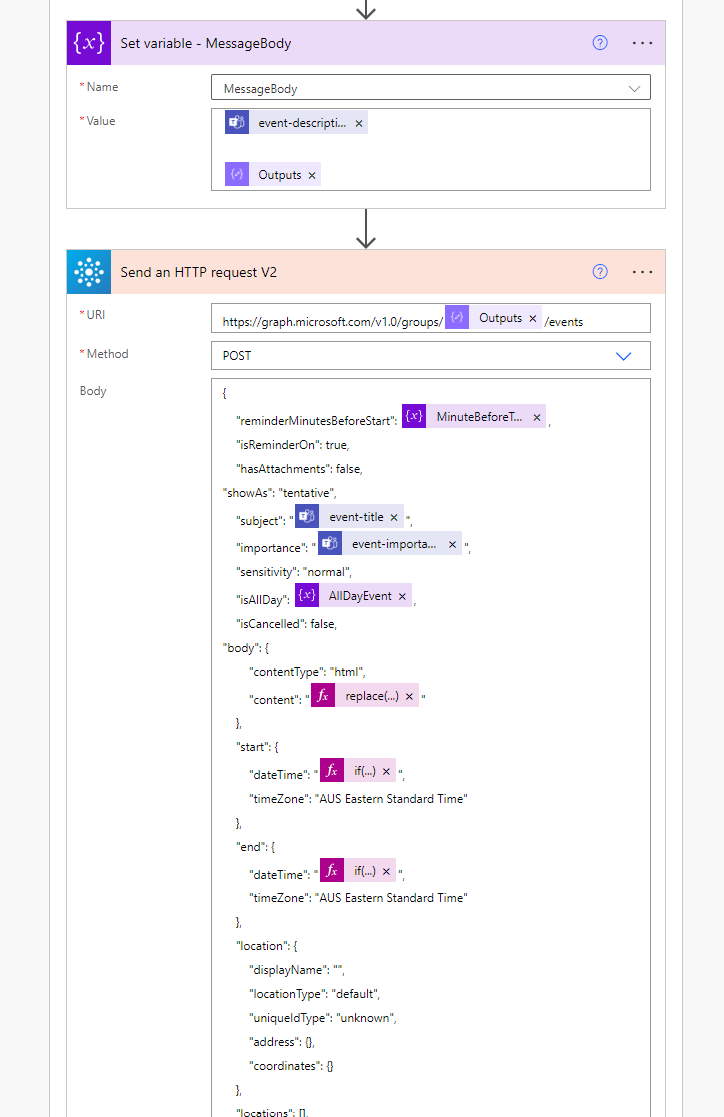 {x} Set variable - MessageBody ? ...
* Name MessageBody
* Value event-descripti... ×
Outputs ×
Send an HTTP request V2 ? ...
* URI https://graph.microsoft.com/v1.0/groups/ Outputs × /events
* Method POST
Body {
"reminderMinutesBeforeStart": {x} MinuteBeforeT... × ,
"isReminderOn": true,
"hasAttachments": false,
"showAs": "tentative",
"subject": " event-title × ",
"importance": " event-importa... × ",
"sensitivity": "normal",
"isAllDay": {x} AllDayEvent × ,
"isCancelled": false,
"body": {
"contentType": "html",
"content": " fx replace(...) × "
},
"start": {
"dateTime": " fx if(...) × ",
"timeZone": "AUS Eastern Standard Time"
},
"end": {
"dateTime": " fx if(...) × ",
"timeZone": "AUS Eastern Standard Time"
},
"location": {
"displayName": "",
"locationType": "default",
"uniqueIdType": "unknown",
"address": {},
"coordinates": {}
},
"locations": [],